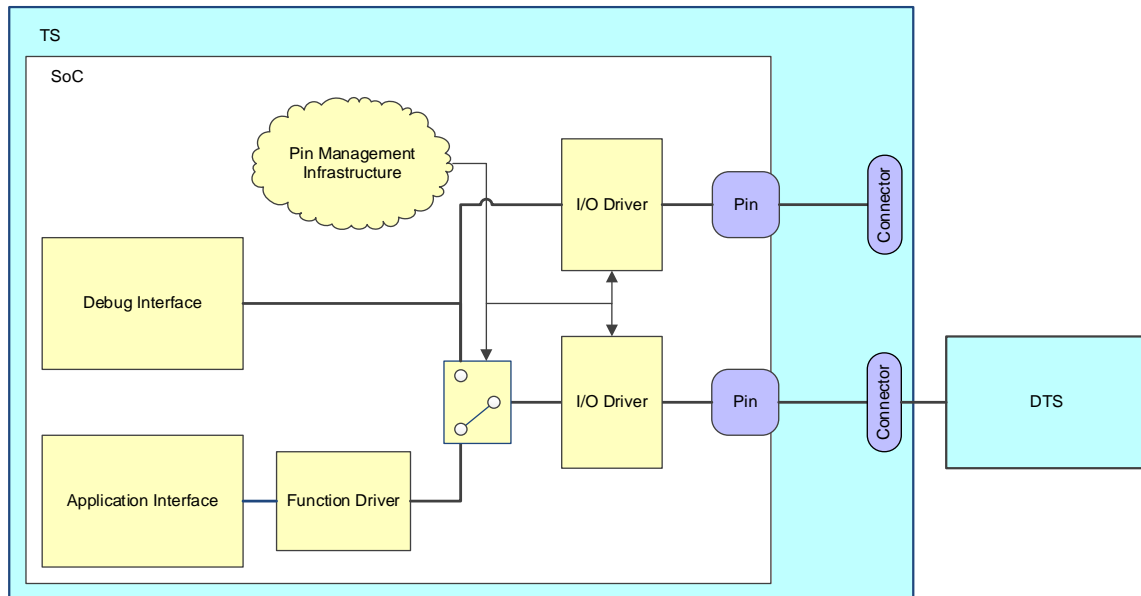 TS
SoC
Pin Management
Infrastructure
I/O Driver
Pin
Connector
Debug Interface
I/O Driver
Pin
Connector
DTS
Application Interface
Function Driver